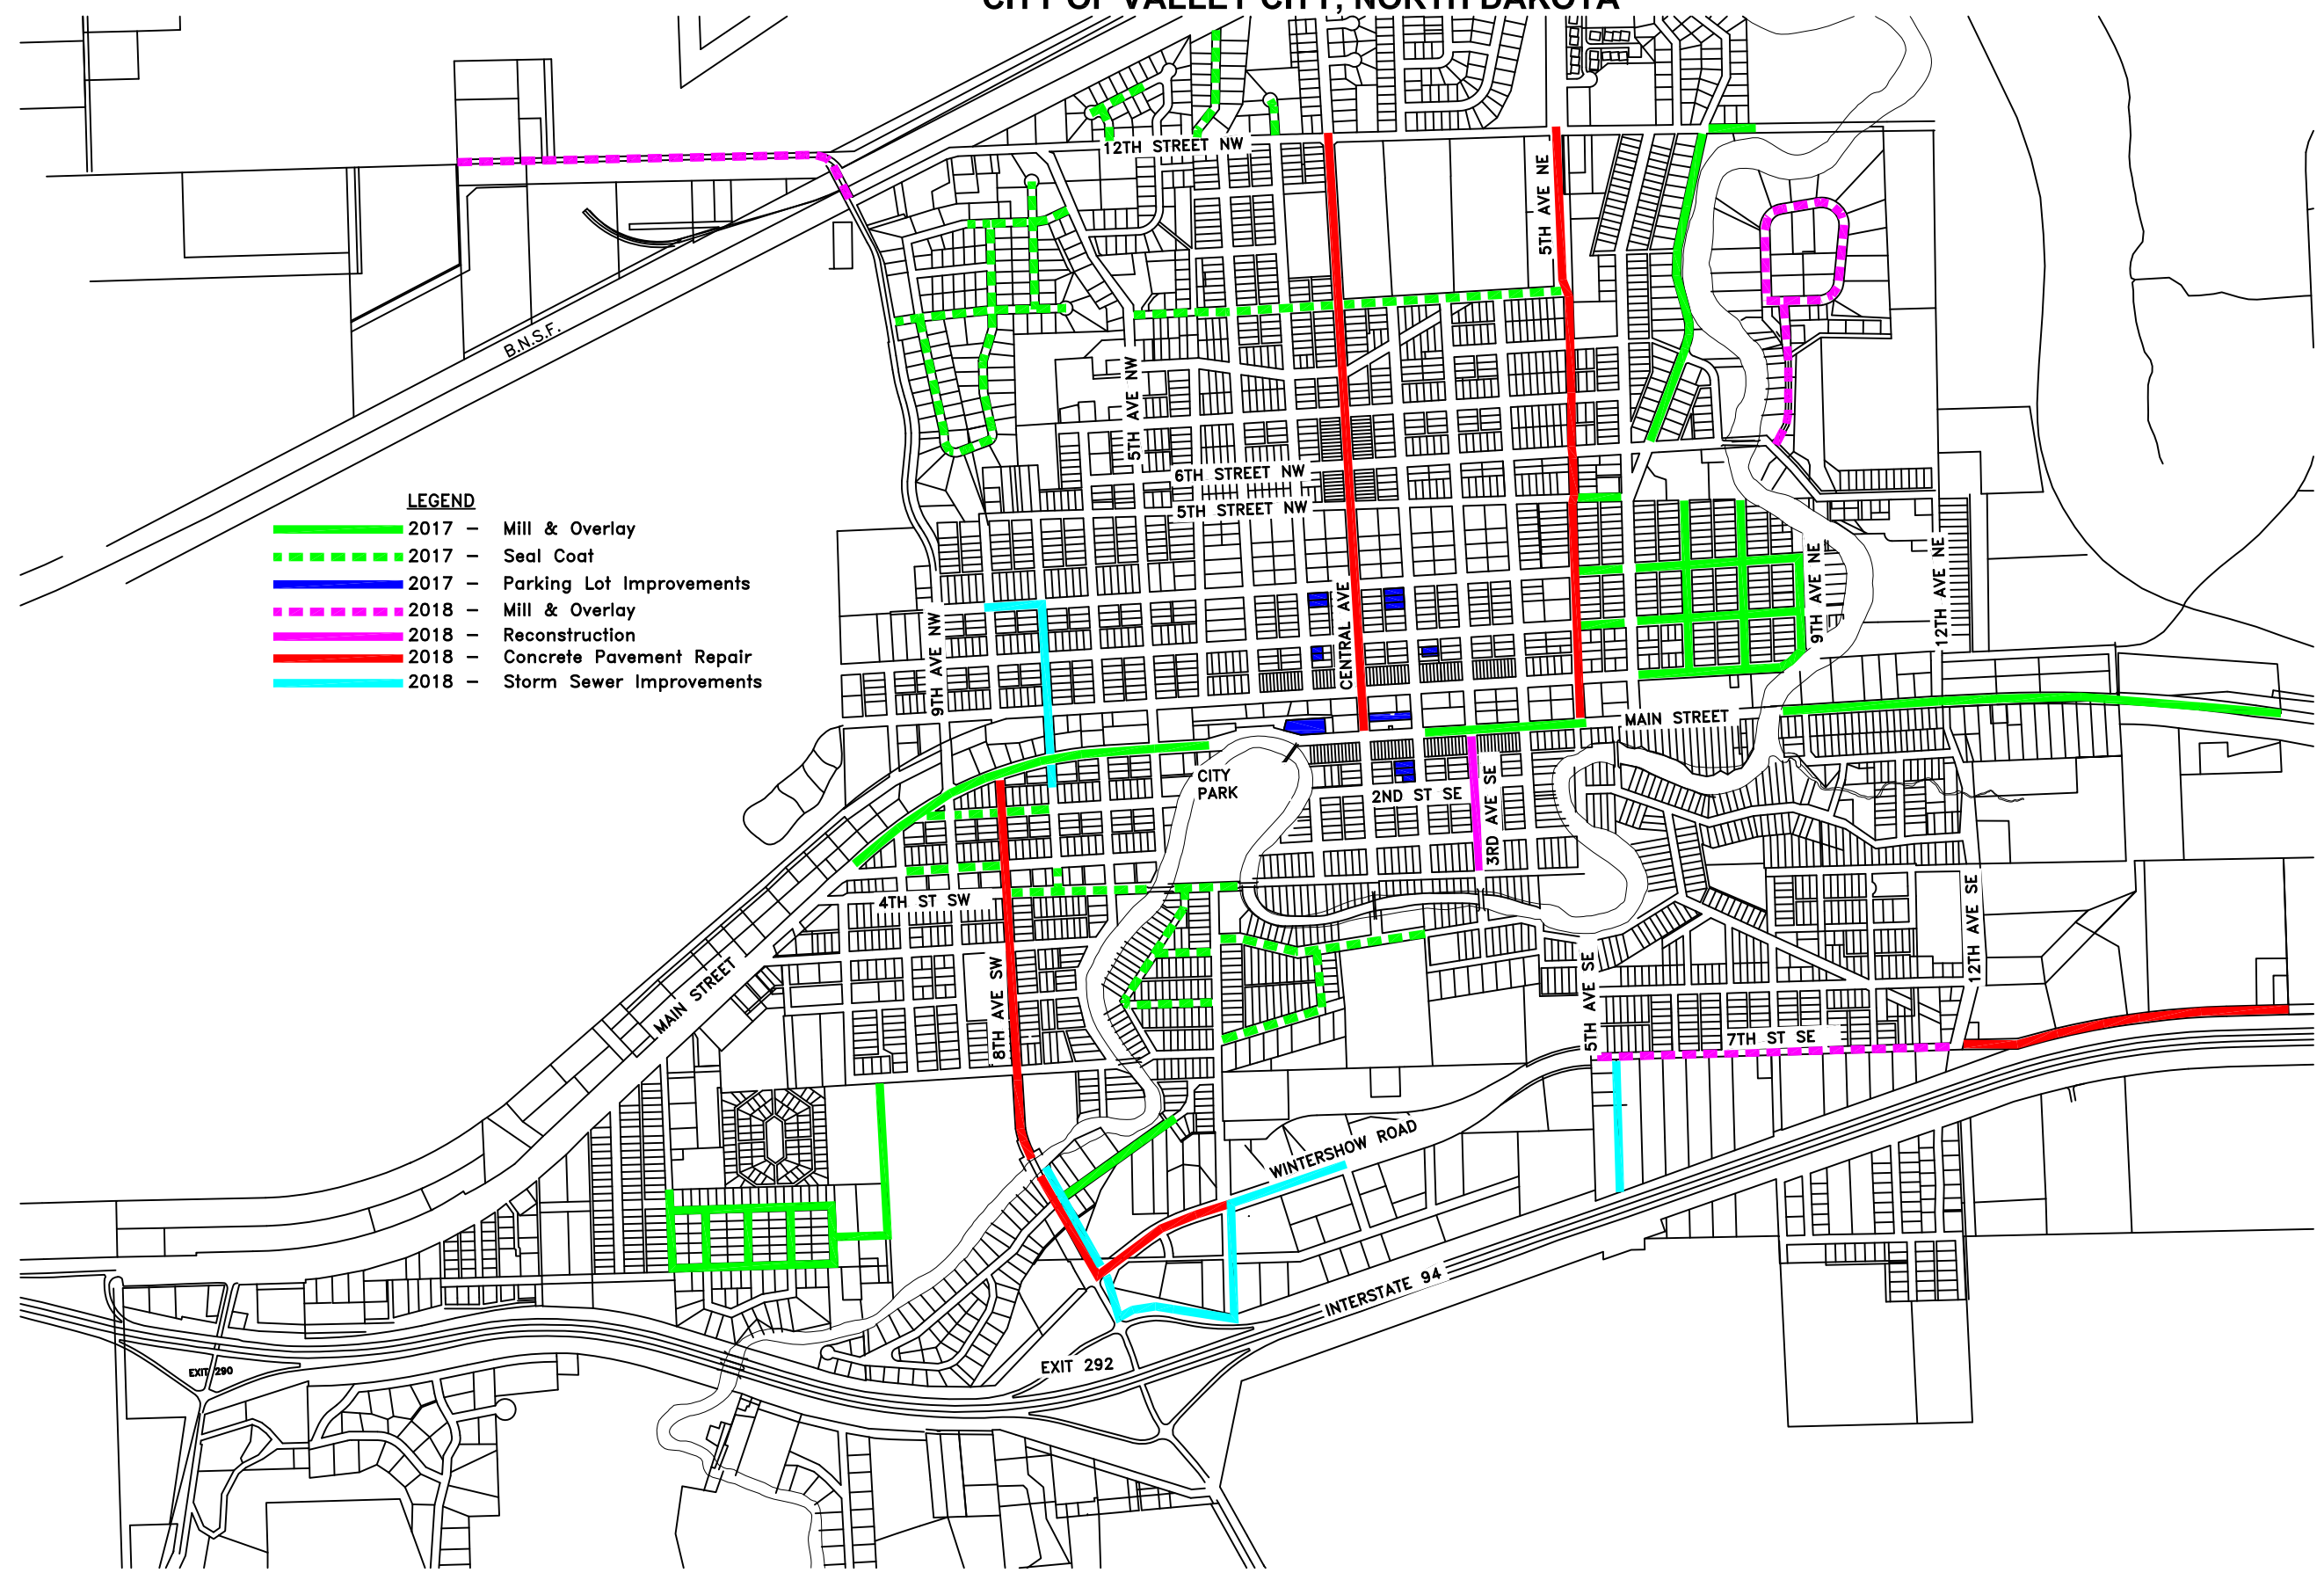 CITY OF VALLEY CITY, NORTH DAKOTA
12TH STREET NW
5TH AVE NE
B.N.S.F.
5TH AVE NW
6TH STREET NW
5TH STREET NW
LEGEND
2017 - Mill & Overlay
2017 - Seal Coat
2017 - Parking Lot Improvements
2018 - Mill & Overlay
2018 - Reconstruction
2018 - Concrete Pavement Repair
2018 - Storm Sewer Improvements
9TH AVE NW
CENTRAL AVE
9TH AVE NE
12TH AVE NE
MAIN STREET
CITY
PARK
2ND ST SE
3RD AVE SE
4TH ST SW
12TH AVE SE
MAIN STREET
8TH AVE SW
5TH AVE SE
7TH ST SE
WINTERSHOW ROAD
INTERSTATE 94
EXIT 292
EXIT 290